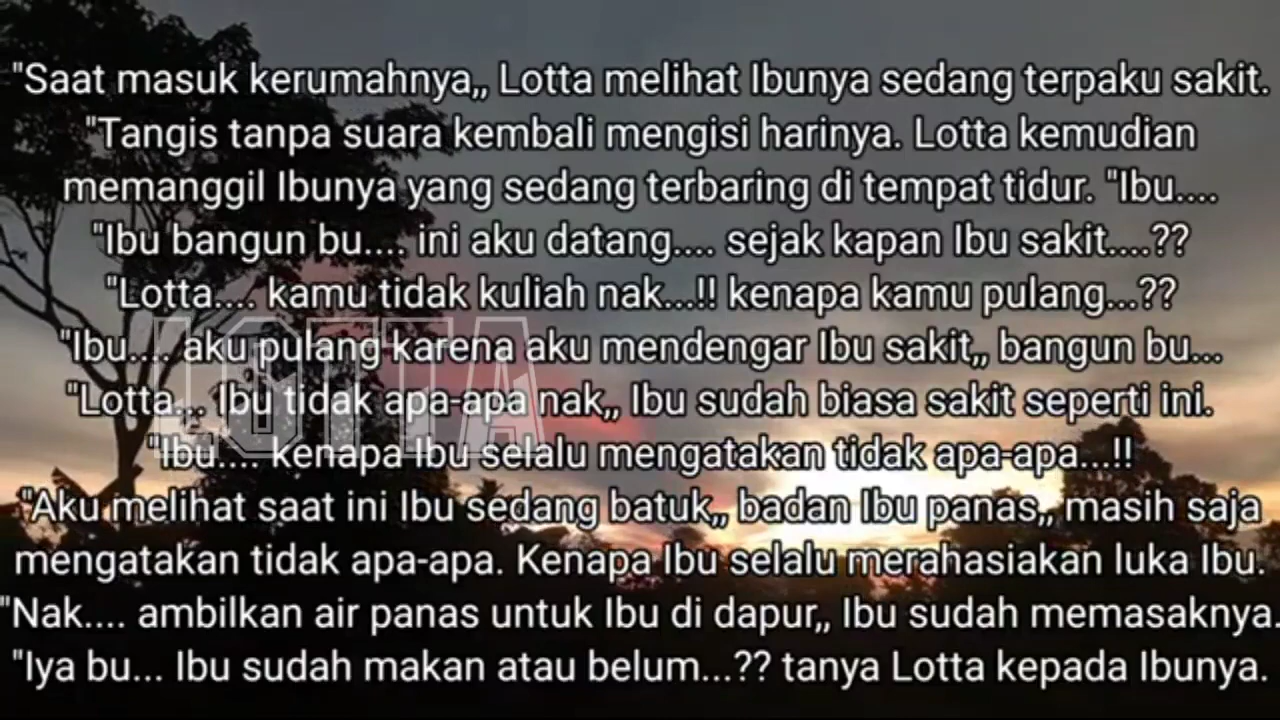 "Saat masuk kerumahnya,, Lotta melihat Ibunya sedang terpaku sakit.
"Tangis tanpa suara kembali mengisi harinya. Lotta kemudian
memanggil Ibunya yang sedang terbaring di tempat tidur. "Ibu....
"Ibu bangun bu.... ini aku datang.... sejak kapan Ibu sakit....??
"Lotta.... kamu tidak kuliah nak...!! kenapa kamu pulang...??
"Ibu.... aku pulang karena aku mendengar Ibu sakit,, bangun bu...
LOTTA
"Lotta... Ibu tidak apa-apa nak,, Ibu sudah biasa sakit seperti ini.
"Ibu.... kenapa Ibu selalu mengatakan tidak apa-apa...!!
"Aku melihat saat ini Ibu sedang batuk,, badan Ibu panas,, masih saja
mengatakan tidak apa-apa. Kenapa Ibu selalu merahasiakan luka Ibu.
"Nak.... ambilkan air panas untuk Ibu di dapur,, Ibu sudah memasaknya.
"Iya bu... Ibu sudah makan atau belum...?? tanya Lotta kepada Ibunya.